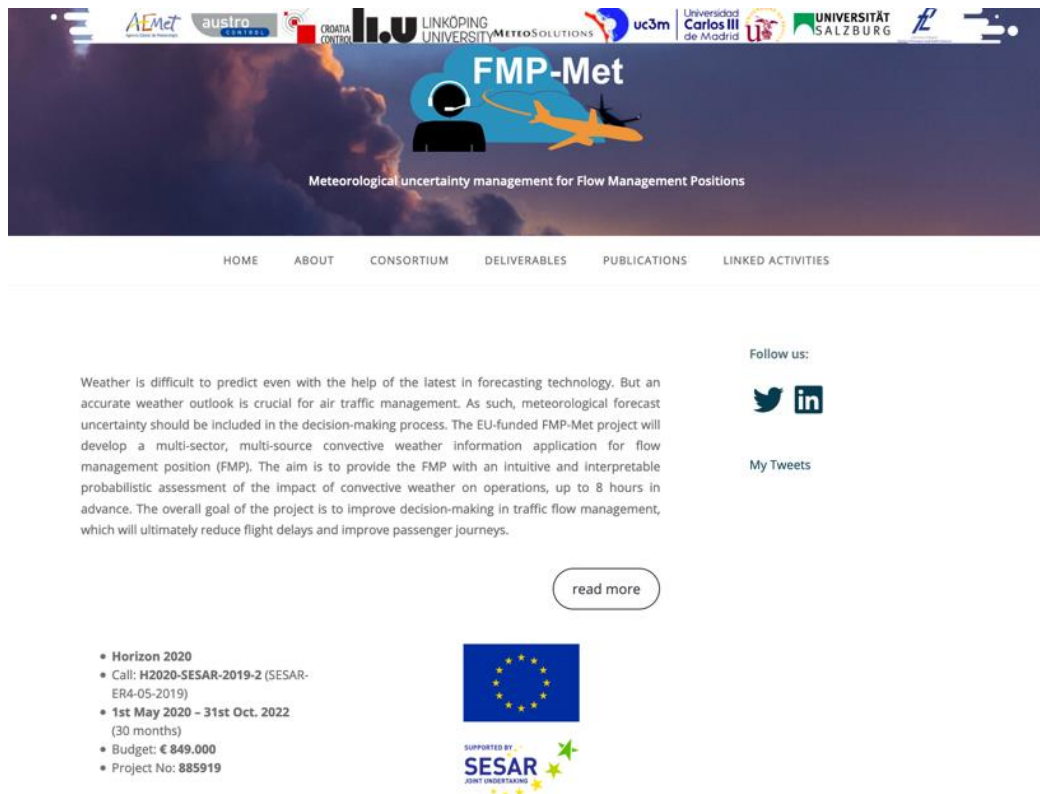 AEMet
austro
CONTROL
CROATIA
CONTROL
LINKÖPING
UNIVERSITY
METEOSOLUTIONS
uc3m
Universidad
Carlos III
de Madrid
UNIVERSITÄT
SALZBURG
FMP-Met
Meteorological uncertainty management for Flow Management Positions
HOME ABOUT CONSORTIUM DELIVERABLES PUBLICATIONS LINKED ACTIVITIES
Weather is difficult to predict even with the help of the latest in forecasting technology. But an
accurate weather outlook is crucial for air traffic management. As such, meteorological forecast
uncertainty should be included in the decision-making process. The EU-funded FMP-Met project will
develop a multi-sector, multi-source convective weather information application for flow
management position (FMP). The aim is to provide the FMP with an intuitive and interpretable
probabilistic assessment of the impact of convective weather on operations, up to 8 hours in
advance. The overall goal of the project is to improve decision-making in traffic flow management,
which will ultimately reduce flight delays and improve passenger journeys.
read more
Follow us:
in
My Tweets
Horizon 2020
Call: H2020-SESAR-2019-2 (SESAR-
ER4-05-2019)
1st May 2020 – 31st Oct. 2022
(30 months)
Budget: € 849.000
Project No: 885919
SUPPORTED BY
SESAR
JOINT UNDERTAKING